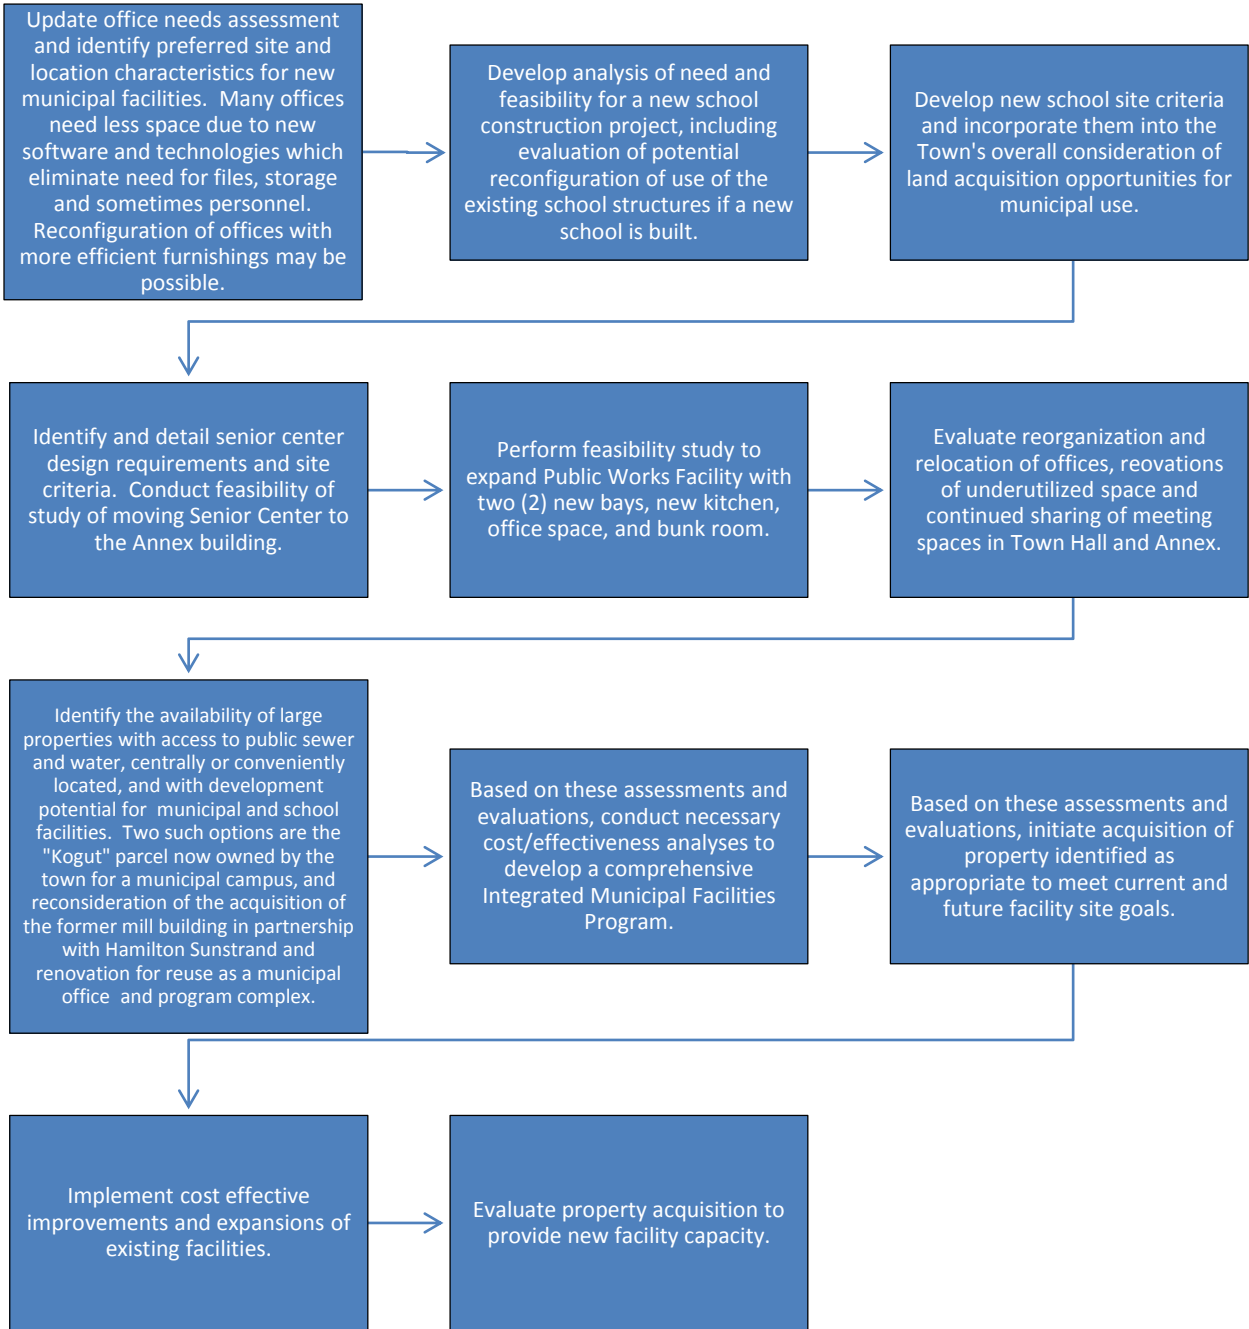 Update office needs assessment
and identify preferred site and
location characteristics for new
municipal facilities.  Many offices
need less space due to new
software and technologies which
eliminate need for files, storage
and sometimes personnel.
Reconfiguration of offices with
more efficient furnishings may be
possible.
Develop analysis of need and
feasibility for a new school
construction project, including
evaluation of potential
reconfiguration of use of the
existing school structures if a new
school is built.
Develop new school site criteria
and incorporate them into the
Town's overall consideration of
land acquisition opportunities for
municipal use.
Identify and detail senior center
design requirements and site
criteria.  Conduct feasibility of
study of moving Senior Center to
the Annex building.
Perform feasibility study to
expand Public Works Facility with
two (2) new bays, new kitchen,
office space, and bunk room.
Evaluate reorganization and
relocation of offices, reovations
of underutilized space and
continued sharing of meeting
spaces in Town Hall and Annex.
Identify the availability of large
properties with access to public sewer
and water, centrally or conveniently
located, and with development
potential for  municipal and school
facilities.  Two such options are the
"Kogut" parcel now owned by the
town for a municipal campus, and
reconsideration of the acquisition of
the former mill building in partnership
with Hamilton Sunstrand and
renovation for reuse as a municipal
office  and program complex.
Based on these assessments and
evaluations, conduct necessary
cost/effectiveness analyses to
develop a comprehensive
Integrated Municipal Facilities
Program.
Based on these assessments and
evaluations, initiate acquisition of
property identified as
appropriate to meet current and
future facility site goals.
Implement cost effective
improvements and expansions of
existing facilities.
Evaluate property acquisition to
provide new facility capacity.